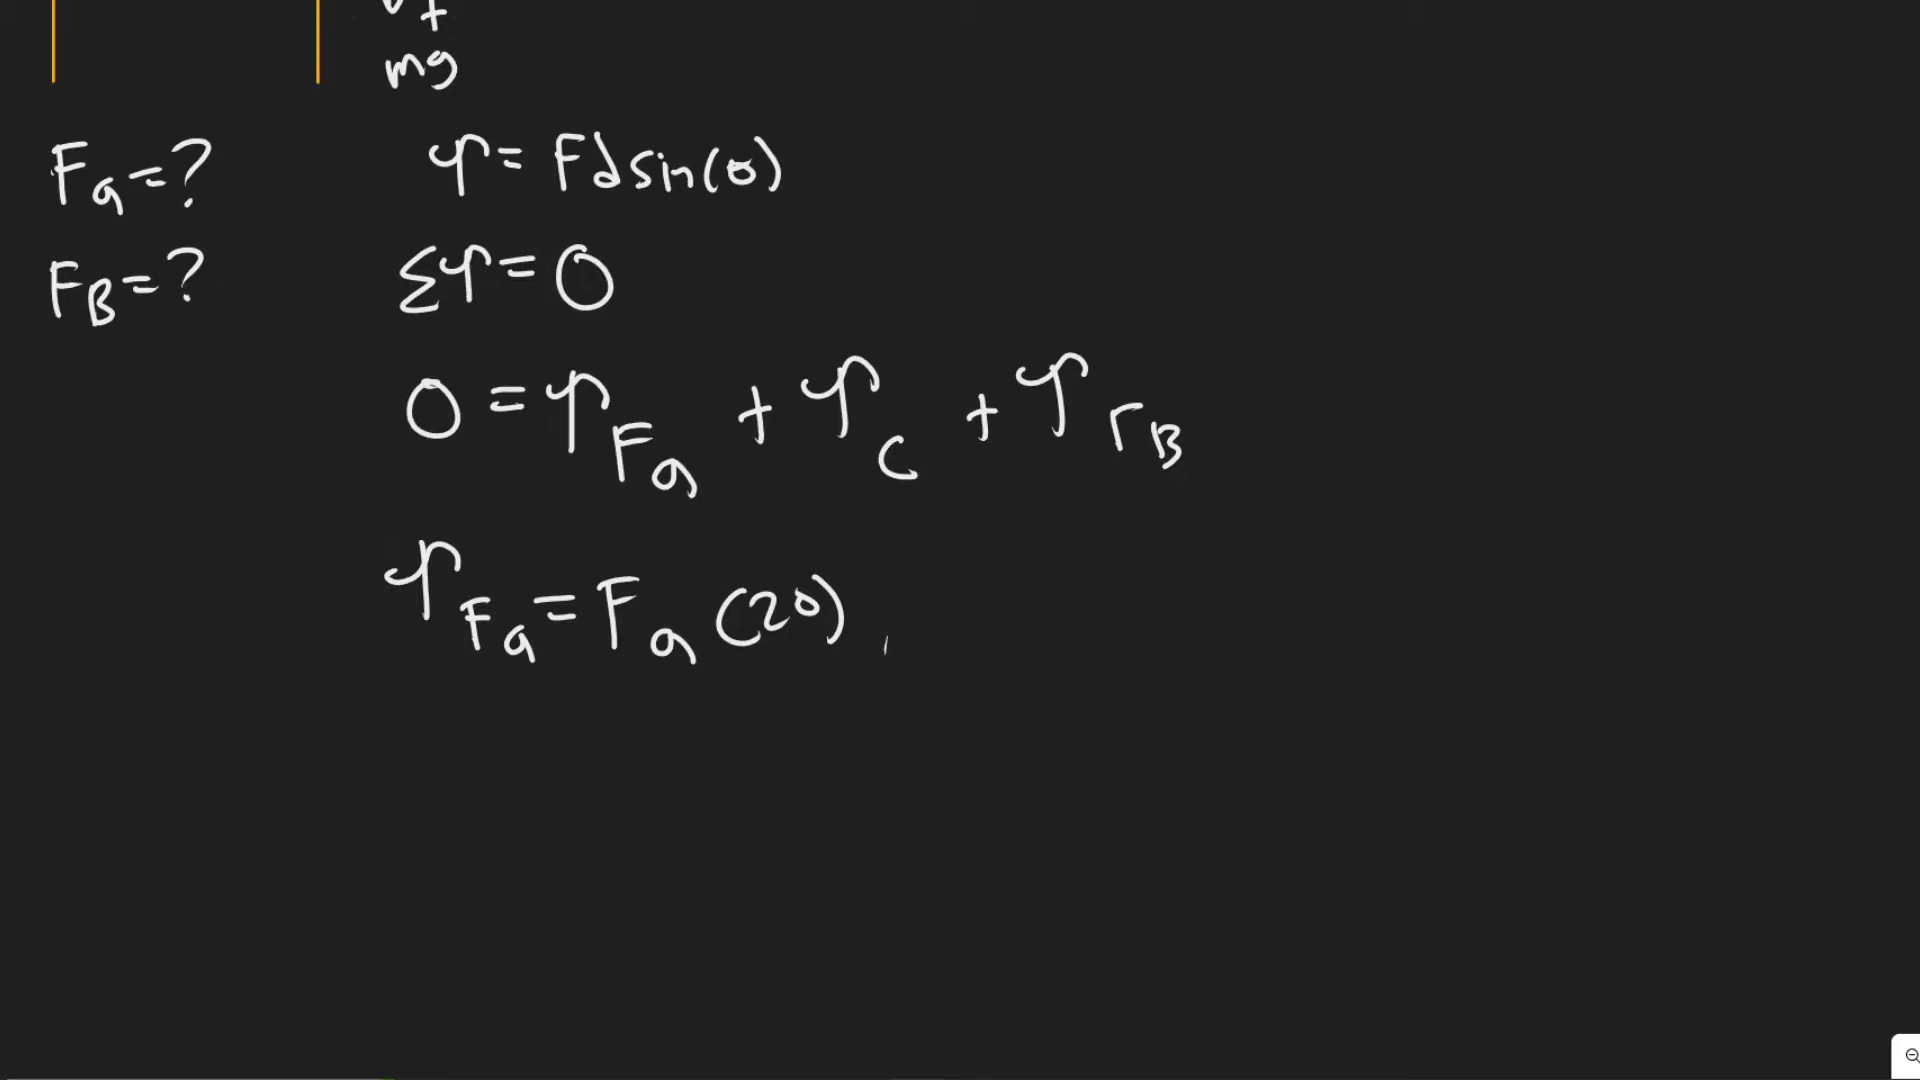 mg
Fa=?
τ= Fdsin(θ)
FB=?
Στ= 0
0 = τFa + τC + τFB
τFa = Fa (20)